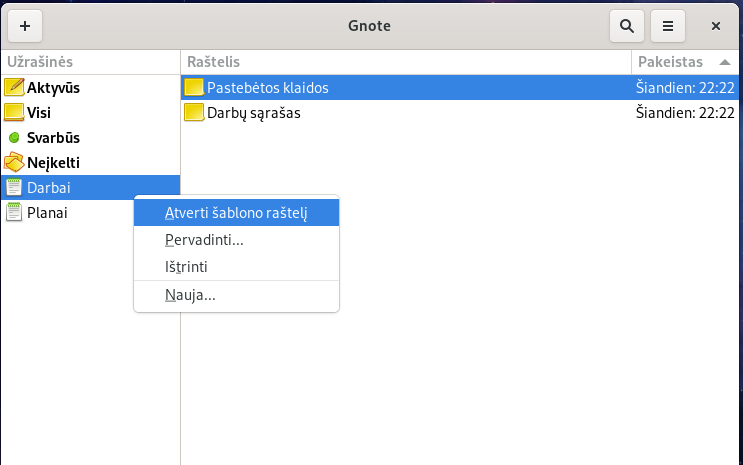 Gnote
Užrašinės Raštelis Pakeistas
Aktyvūs Pastebėtos klaidos Šiandien: 22:22
Visi Darbų sąrašas Šiandien: 22:22
Svarbūs
Neįkelti
Darbai
Planai Atverti šablono raštelį
Pervadinti...
Ištrinti
Nauja...